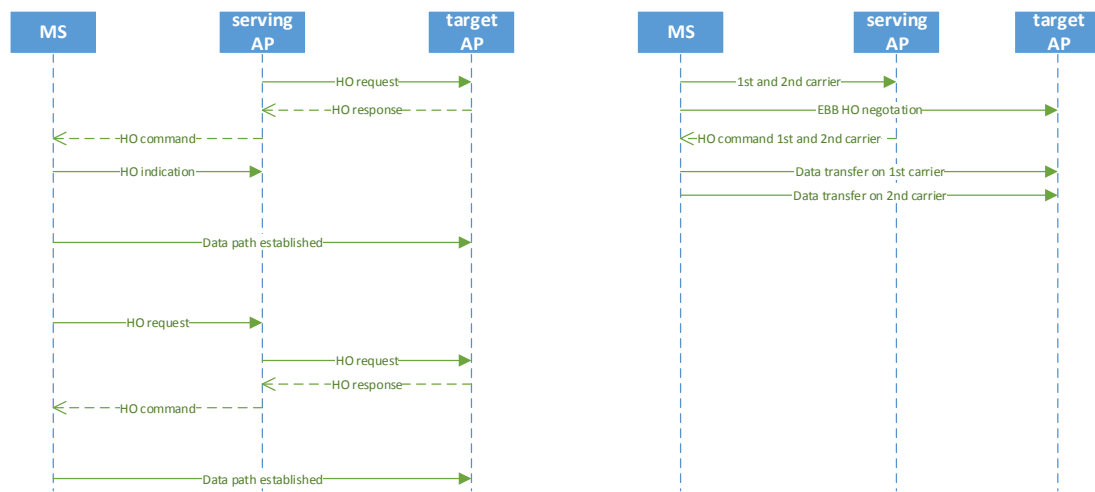 MS
serving
AP
target
AP
HO request
HO response
HO command
HO indication
Data path established
HO request
HO request
HO response
HO command
Data path established
MS
serving
AP
target
AP
1st and 2nd carrier
EBB HO negotation
HO command 1st and 2nd carrier
Data transfer on 1st carrier
Data transfer on 2nd carrier